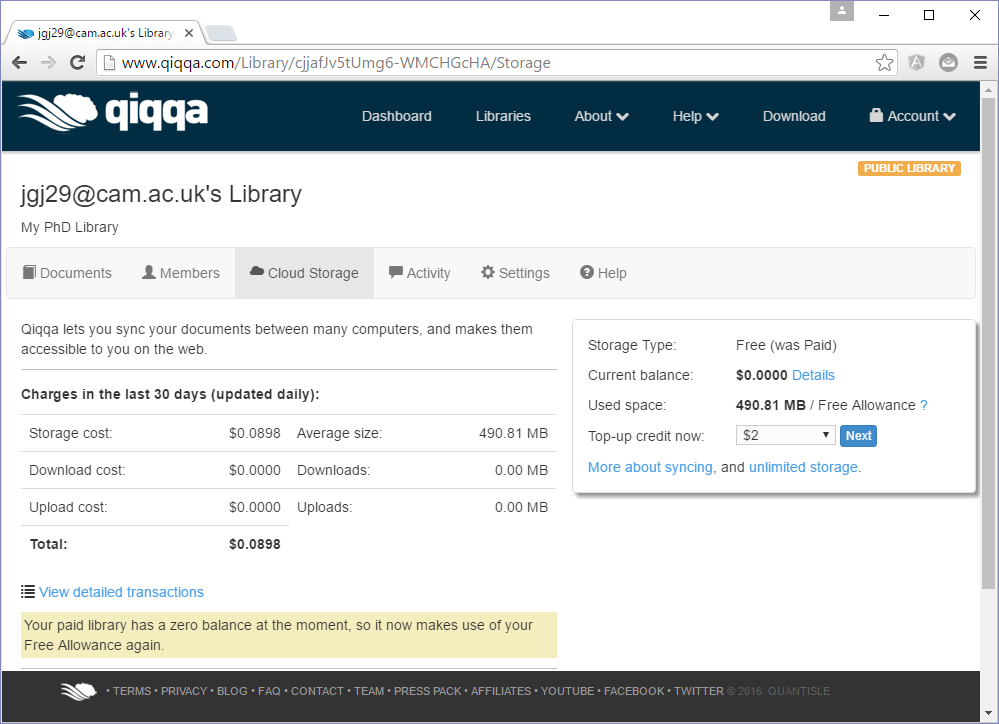 jgj29@cam.ac.uk's Library
www.qiqqa.com/Library/cjjafJv5tUmg6-WMCHGcHA/Storage
qiqqa Dashboard Libraries About Help Download Account
PUBLIC LIBRARY
jgj29@cam.ac.uk's Library
My PhD Library
Documents Members Cloud Storage Activity Settings Help
Qiqqa lets you sync your documents between many computers, and makes them
accessible to you on the web.
Charges in the last 30 days (updated daily):
Storage cost: $0.0898 Average size: 490.81 MB
Download cost: $0.0000 Downloads: 0.00 MB
Upload cost: $0.0000 Uploads: 0.00 MB
Total: $0.0898
View detailed transactions
Your paid library has a zero balance at the moment, so it now makes use of your
Free Allowance again.
Storage Type: Free (was Paid)
Current balance: $0.0000 Details
Used space: 490.81 MB / Free Allowance ?
Top-up credit now: $2 Next
More about syncing, and unlimited storage.
• TERMS • PRIVACY • BLOG • FAQ • CONTACT • TEAM • PRESS PACK • AFFILIATES • YOUTUBE • FACEBOOK • TWITTER © 2016. QUANTISLE